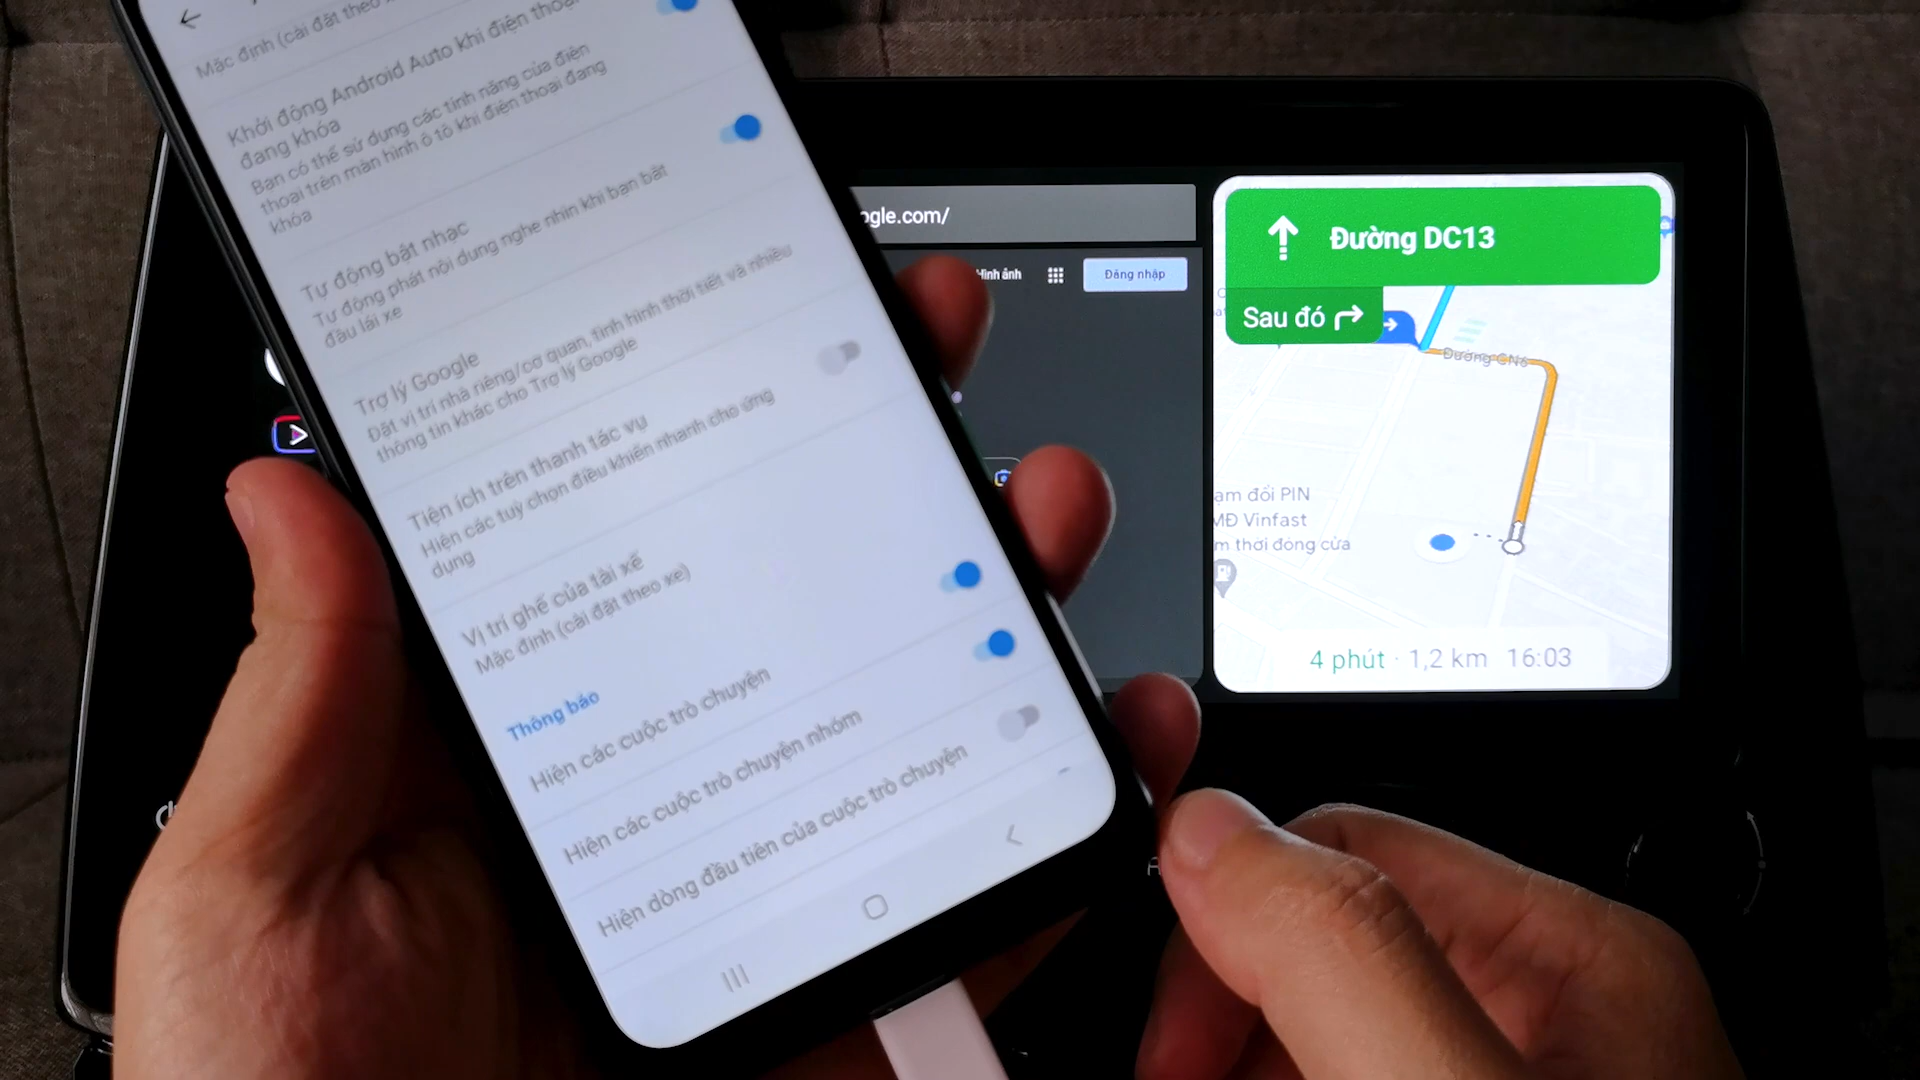 Mặc định (cài đặt theo
Khởi động Android Auto khi điện thoại
đang khóa
Bạn có thể sử dụng các tính năng của điện
thoại trên màn hình ô tô khi điện thoại đang
khóa
Tự động bật nhạc
Tự động phát nội dung nghe nhìn khi bạn bắt
đầu lái xe
Trợ lý Google
Đặt vị trí nhà riêng/cơ quan, tình hình thời tiết và nhiều
thông tin khác cho Trợ lý Google
Tiện ích trên thanh tác vụ
Hiện các tuỳ chọn điều khiển nhanh cho ứng
dụng
Vị trí ghế của tài xế
Mặc định (cài đặt theo xe)
Thông báo
Hiện các cuộc trò chuyện
Hiện các cuộc trò chuyện nhóm
Hiện dòng đầu tiên của cuộc trò chuyện
ogle.com/
Hình ảnh
Đăng nhập
Đường DC13
Sau đó
Đường GN6
ạm đổi PIN
MĐ Vinfast
m thời đóng cửa
4 phút · 1,2 km 16:03